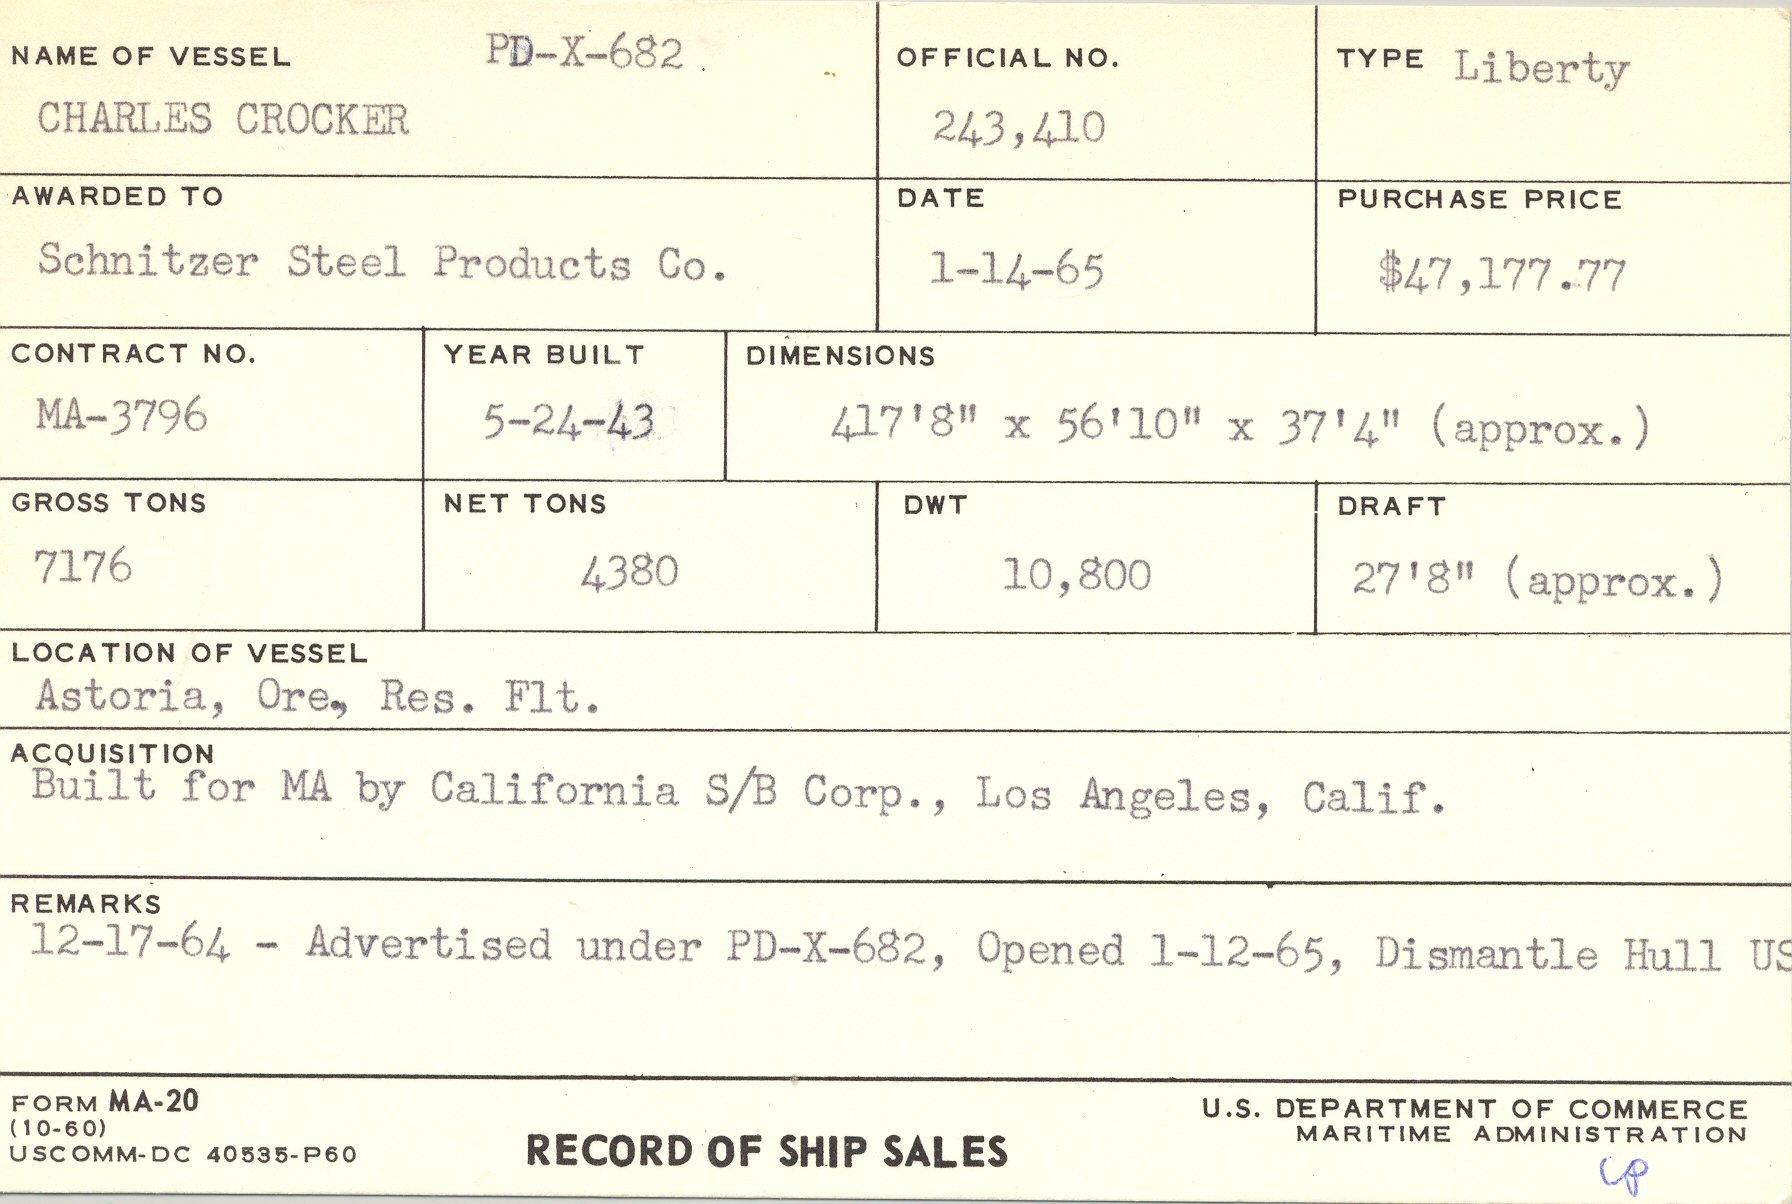 NAME OF VESSEL PD-X-682
CHARLES CROCKER
OFFICIAL NO.
243,410
TYPE Liberty
AWARDED TO
Schnitzer Steel Products Co.
DATE
1-14-65
PURCHASE PRICE
$47,177.77
CONTRACT NO.
MA-3796
YEAR BUILT
5-24-43
DIMENSIONS
417'8" x 56'10" x 37'4" (approx.)
GROSS TONS
7176
NET TONS
4380
DWT
10,800
DRAFT
27'8" (approx.)
LOCATION OF VESSEL
Astoria, Ore., Res. Flt.
ACQUISITION
Built for MA by California S/B Corp., Los Angeles, Calif.
REMARKS
12-17-64 - Advertised under PD-X-682, Opened 1-12-65, Dismantle Hull US
FORM MA-20
(10-60)
USCOMM-DC 40535-P60
RECORD OF SHIP SALES
U.S. DEPARTMENT OF COMMERCE
MARITIME ADMINISTRATION